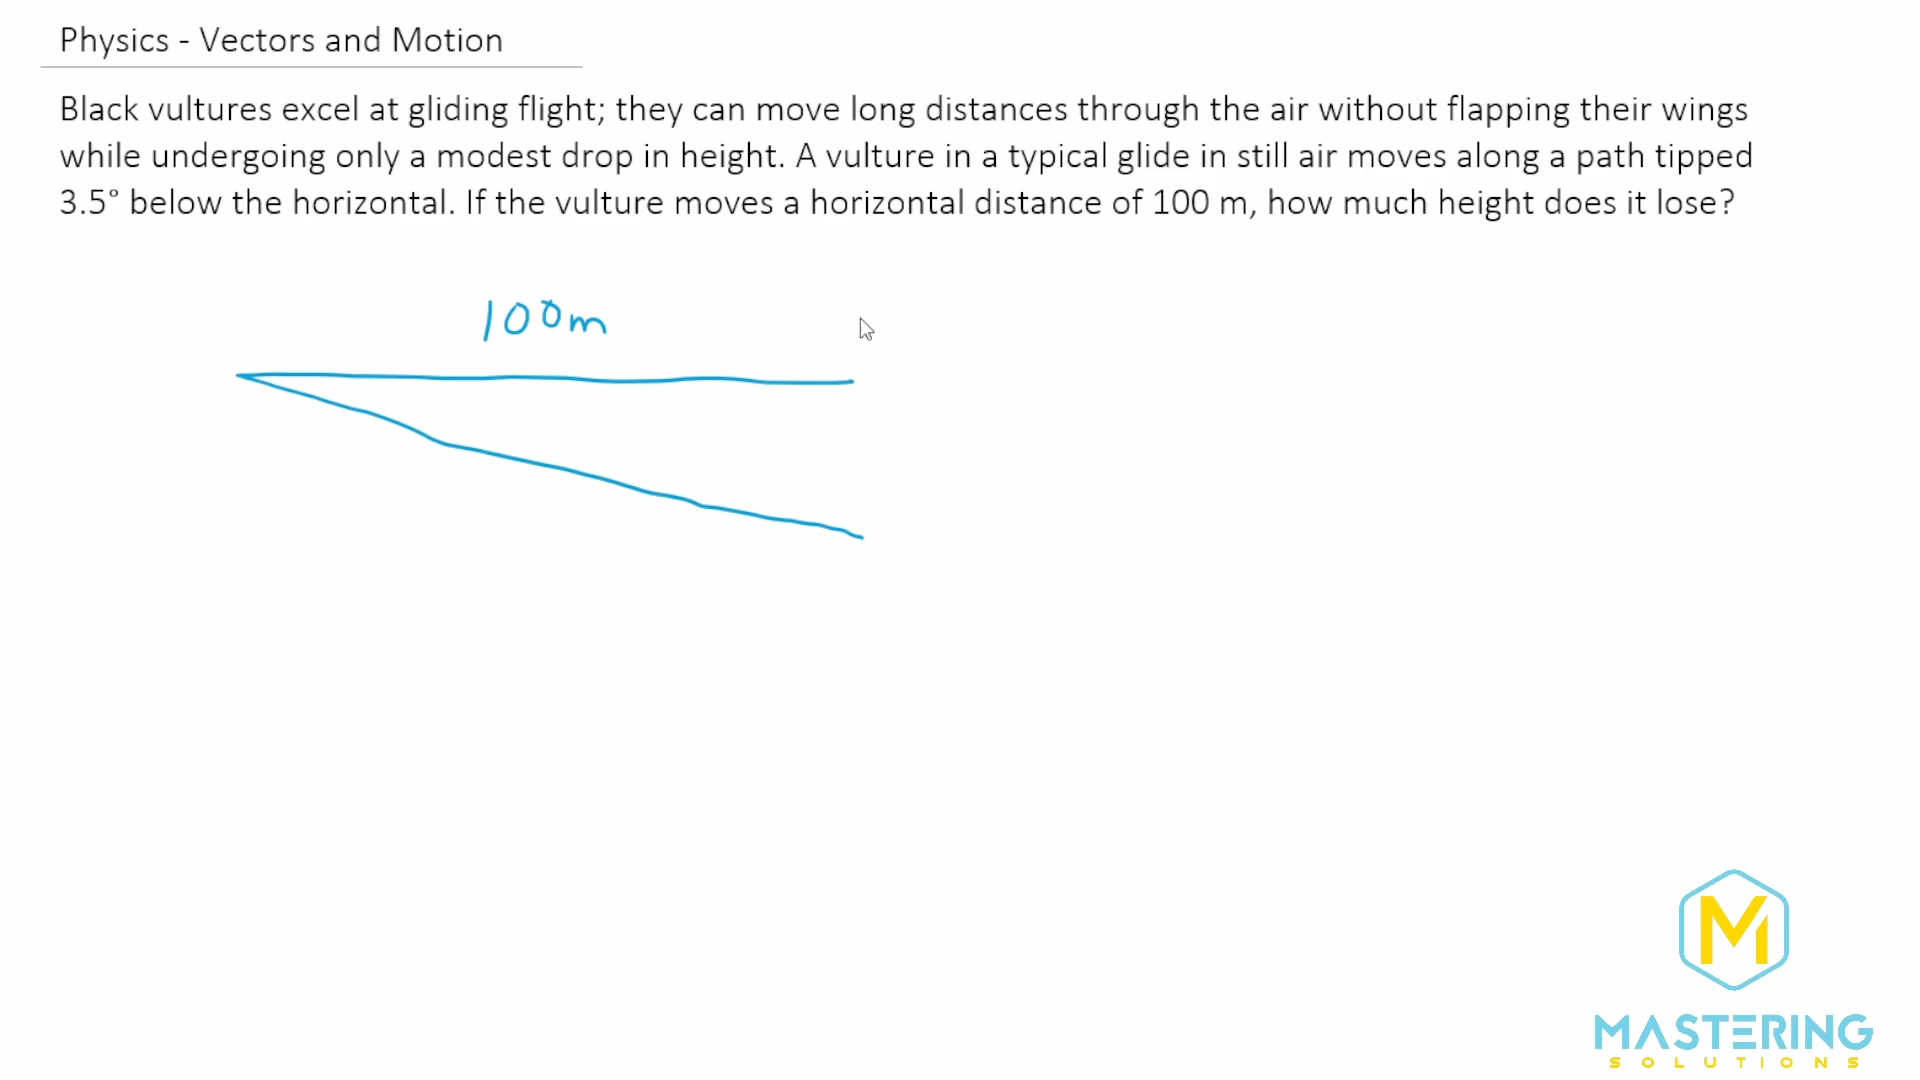 Physics - Vectors and Motion
Black vultures excel at gliding flight; they can move long distances through the air without flapping their wings
while undergoing only a modest drop in height. A vulture in a typical glide in still air moves along a path tipped
3.5° below the horizontal. If the vulture moves a horizontal distance of 100 m, how much height does it lose?
100m
M
MASTERING
SOLUTIONS